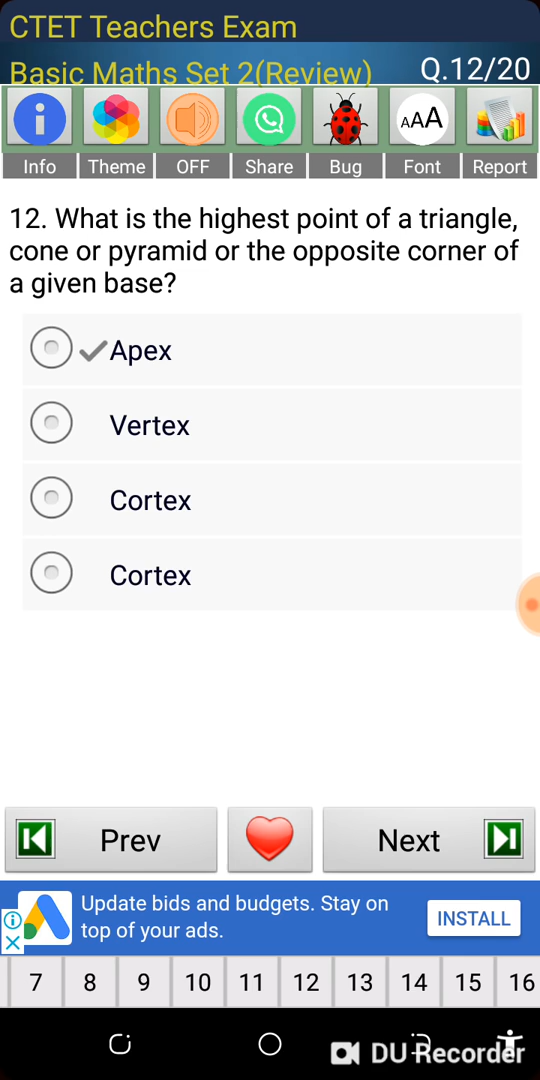 CTET Teachers Exam
Basic Maths Set 2(Review) Q.12/20
AAA
Info Theme OFF Share Bug Font Report
12. What is the highest point of a triangle,
cone or pyramid or the opposite corner of
a given base?
Apex
Vertex
Cortex
Cortex
Prev Next
Update bids and budgets. Stay on
top of your ads.
INSTALL
7 8 9 10 11 12 13 14 15 16
DU Recorder